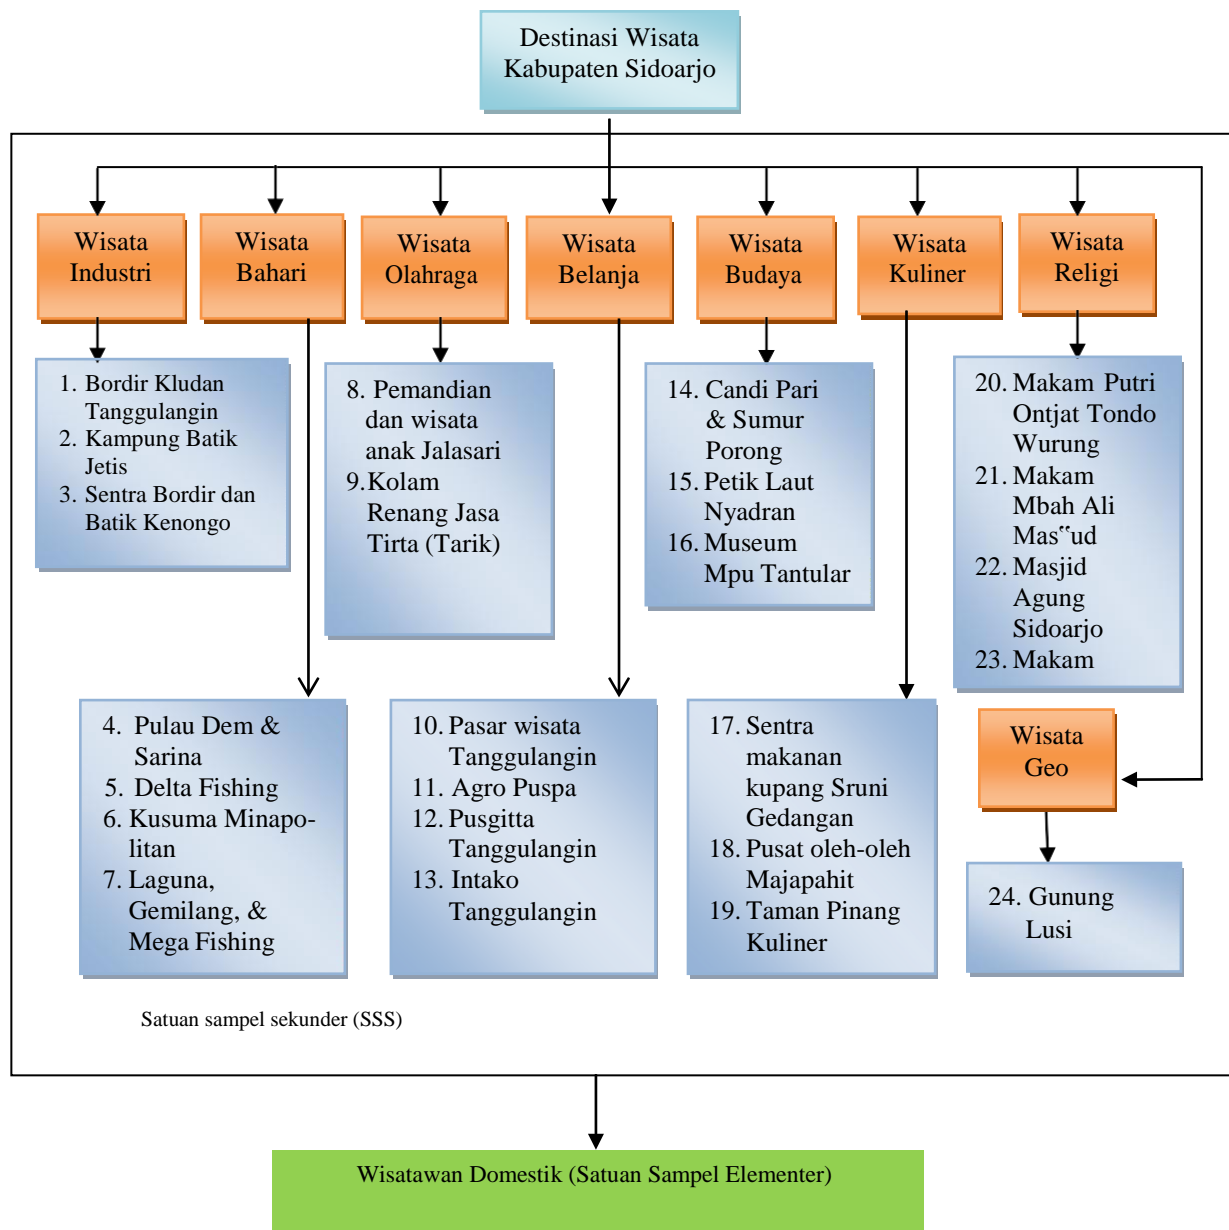 Destinasi Wisata
Kabupaten Sidoarjo
Wisata
Industri
Wisata
Bahari
Wisata
Olahraga
Wisata
Belanja
Wisata
Budaya
Wisata
Kuliner
Wisata
Religi
1. Bordir Kludan
Tanggulangin
2. Kampung Batik
Jetis
3. Sentra Bordir dan
Batik Kenongo
8. Pemandian
dan wisata
anak Jalasari
9. Kolam
Renang Jasa
Tirta (Tarik)
14. Candi Pari
& Sumur
Porong
15. Petik Laut
Nyadran
16. Museum
Mpu Tantular
20. Makam Putri
Ontjat Tondo
Wurung
21. Makam
Mbah Ali
Mas‟ud
22. Masjid
Agung
Sidoarjo
23. Makam
4. Pulau Dem &
Sarina
5. Delta Fishing
6. Kusuma Minapo-
litan
7. Laguna,
Gemilang, &
Mega Fishing
10. Pasar wisata
Tanggulangin
11. Agro Puspa
12. Pusgitta
Tanggulangin
13. Intako
Tanggulangin
17. Sentra
makanan
kupang Sruni
Gedangan
18. Pusat oleh-oleh
Majapahit
19. Taman Pinang
Kuliner
Wisata
Geo
24. Gunung
Lusi
Satuan sampel sekunder (SSS)
Wisatawan Domestik (Satuan Sampel Elementer)